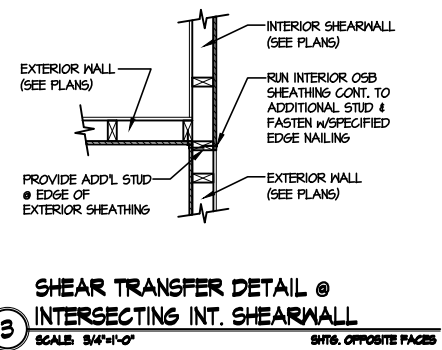 INTERIOR SHEARWALL
(SEE PLANS)
EXTERIOR WALL
(SEE PLANS)
RUN INTERIOR OSB
SHEATHING CONT. TO
ADDITIONAL STUD &
FASTEN W/SPECIFIED
EDGE NAILING
PROVIDE ADD'L STUD
@ EDGE OF
EXTERIOR SHEATHING
EXTERIOR WALL
(SEE PLANS)
3
SHEAR TRANSFER DETAIL @
INTERSECTING INT. SHEARWALL
SCALE: 3/4"=1'-0"
SHTG. OPPOSITE FACES